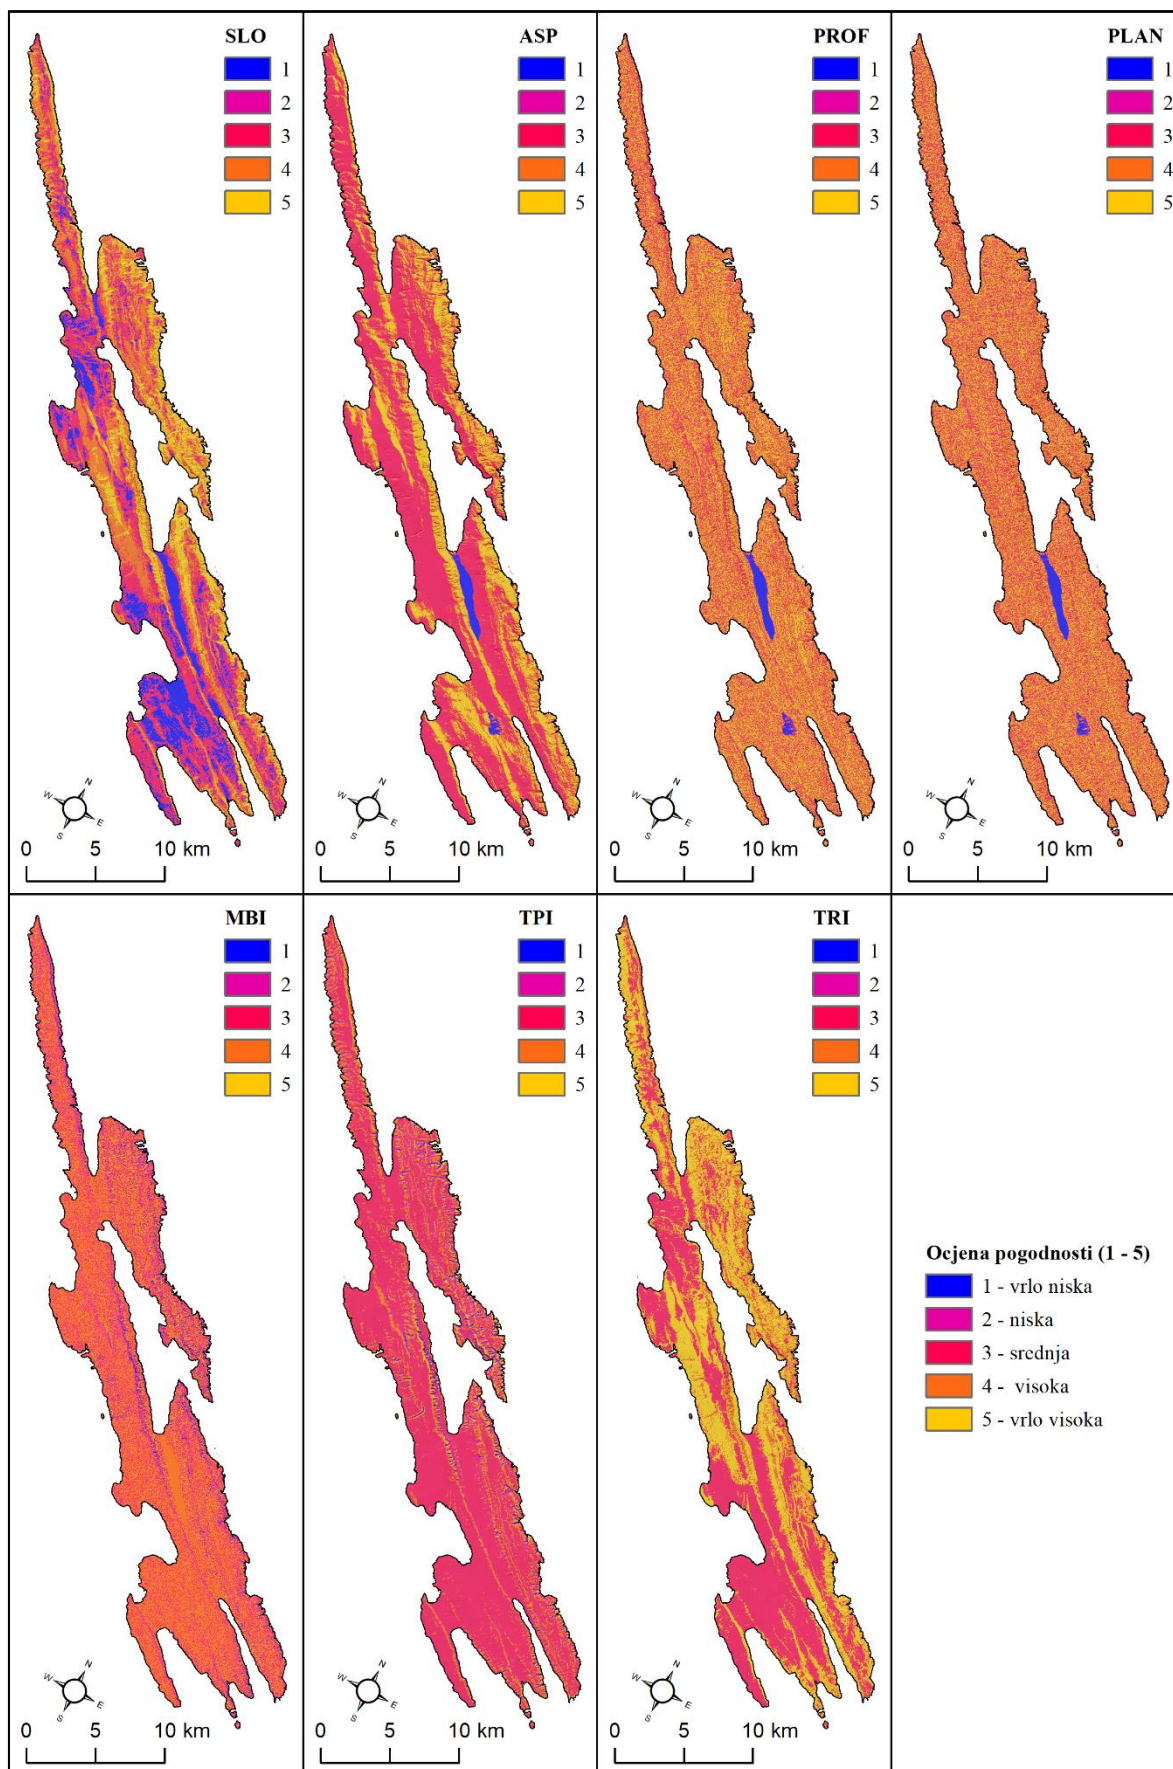 SLO
1
2
3
4
5
N
W
E
S
0 5 10 km
ASP
1
2
3
4
5
N
W
E
S
0 5 10 km
PROF
1
2
3
4
5
N
W
E
S
0 5 10 km
PLAN
1
2
3
4
5
N
W
E
S
0 5 10 km
MBI
1
2
3
4
5
N
W
E
S
0 5 10 km
TPI
1
2
3
4
5
N
W
E
S
0 5 10 km
TRI
1
2
3
4
5
N
W
E
S
0 5 10 km
Ocjena pogodnosti (1 - 5)
1 - vrlo niska
2 - niska
3 - srednja
4 - visoka
5 - vrlo visoka